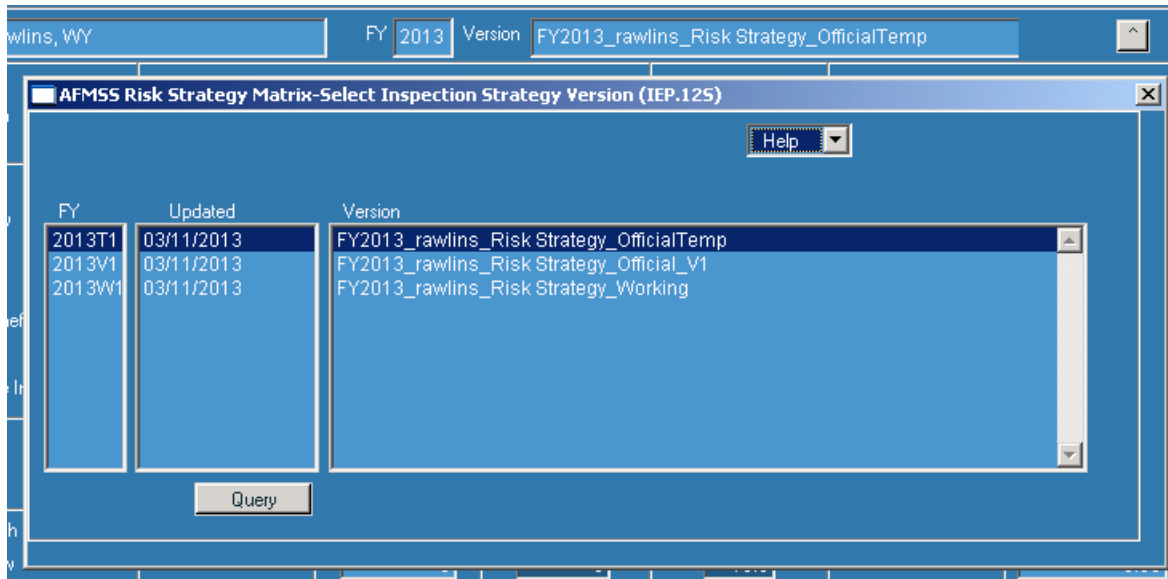 wlins, WY FY 2013 Version FY2013_rawlins_Risk Strategy_OfficialTemp ^
AFMSS Risk Strategy Matrix-Select Inspection Strategy Version (IEP.12S) X
Help
FY Updated Version
2013T1 03/11/2013 FY2013_rawlins_Risk Strategy_OfficialTemp
2013V1 03/11/2013 FY2013_rawlins_Risk Strategy_Official_V1
2013W1 03/11/2013 FY2013_rawlins_Risk Strategy_Working
Query